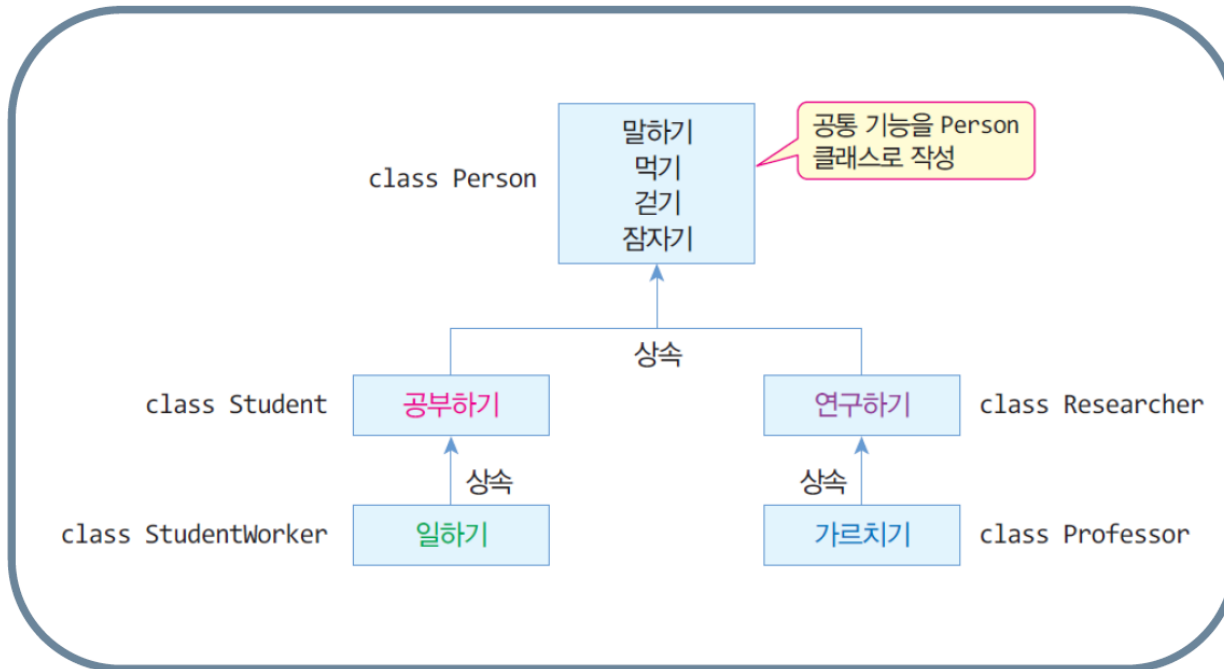 말하기
먹기
걷기
잠자기
class Person
공통 기능을 Person
클래스로 작성
상속
class Student
공부하기
연구하기
class Researcher
상속
상속
class StudentWorker
일하기
가르치기
class Professor